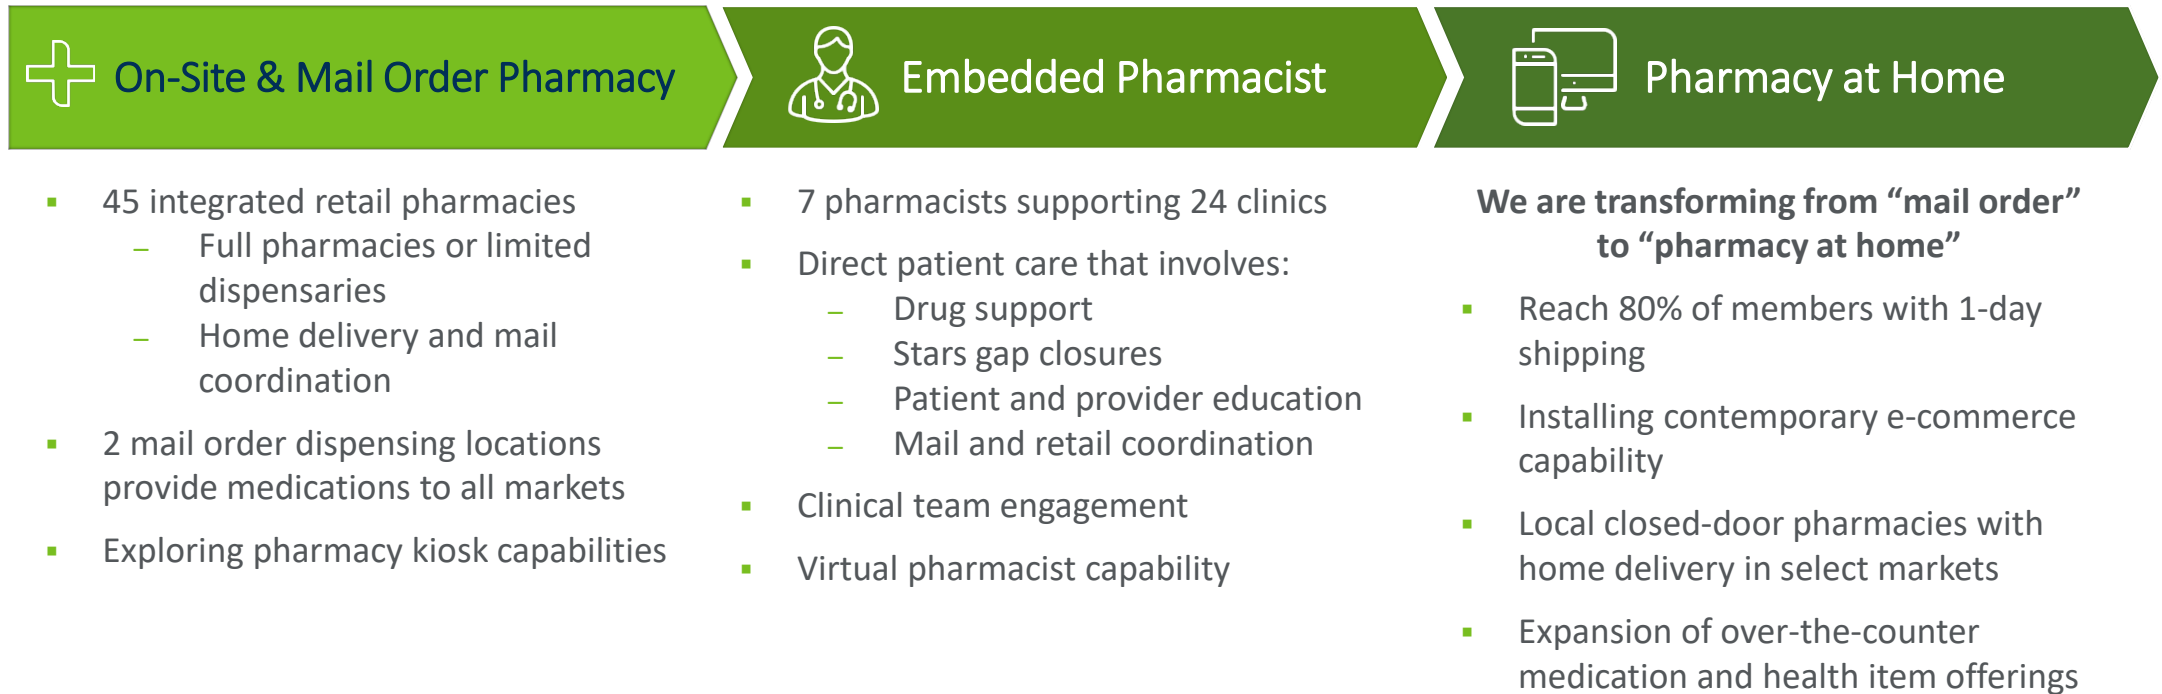 On-Site & Mail Order Pharmacy
▪ 45 integrated retail pharmacies
– Full pharmacies or limited
dispensaries
– Home delivery and mail
coordination
▪ 2 mail order dispensing locations
provide medications to all markets
▪ Exploring pharmacy kiosk capabilities
Embedded Pharmacist
▪ 7 pharmacists supporting 24 clinics
▪ Direct patient care that involves:
– Drug support
– Stars gap closures
– Patient and provider education
– Mail and retail coordination
▪ Clinical team engagement
▪ Virtual pharmacist capability
Pharmacy at Home
We are transforming from “mail order”
to “pharmacy at home”
▪ Reach 80% of members with 1-day
shipping
▪ Installing contemporary e-commerce
capability
▪ Local closed-door pharmacies with
home delivery in select markets
▪ Expansion of over-the-counter
medication and health item offerings